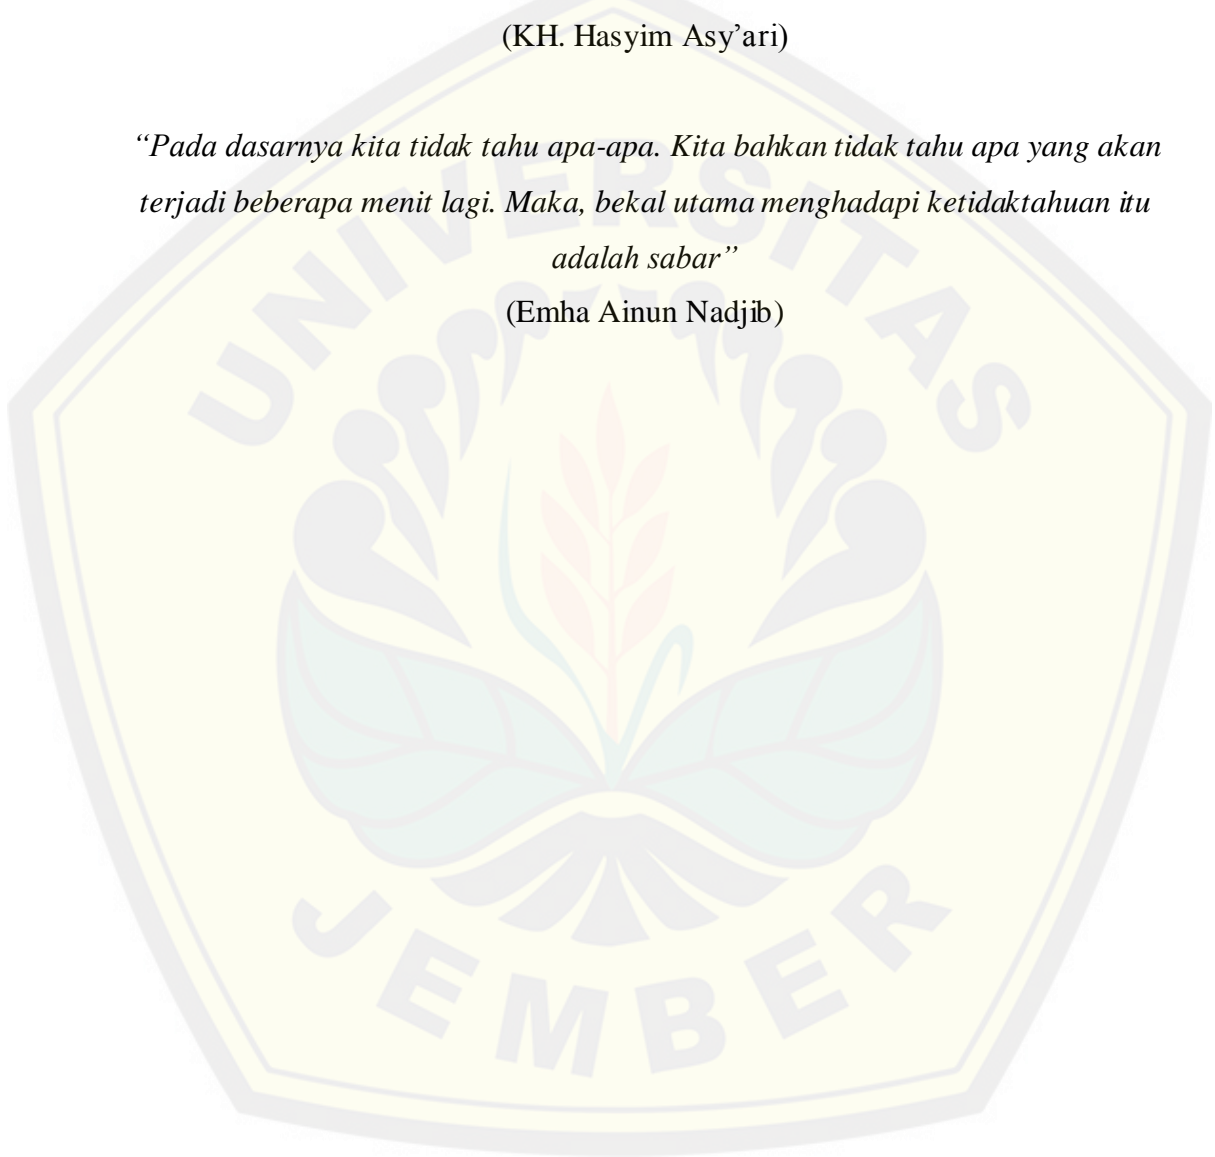 (KH. Hasyim Asy’ari)
“Pada dasarnya kita tidak tahu apa-apa. Kita bahkan tidak tahu apa yang akan
terjadi beberapa menit lagi. Maka, bekal utama menghadapi ketidaktahuan itu
adalah sabar”
(Emha Ainun Nadjib)
UNIVERSITAS
JEMBER